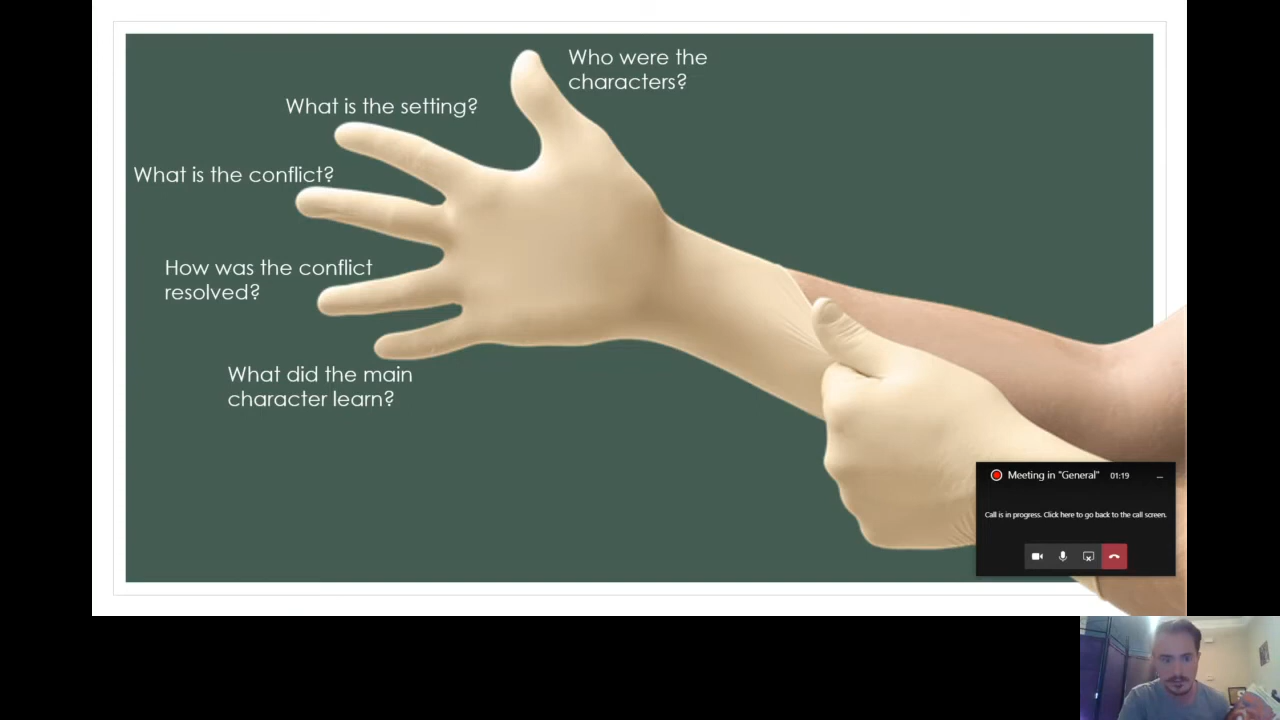 Who were the
characters?
What is the setting?
What is the conflict?
How was the conflict
resolved?
What did the main
character learn?
Meeting in "General" 01:19
Call is in progress. Click here to go back to the call screen.